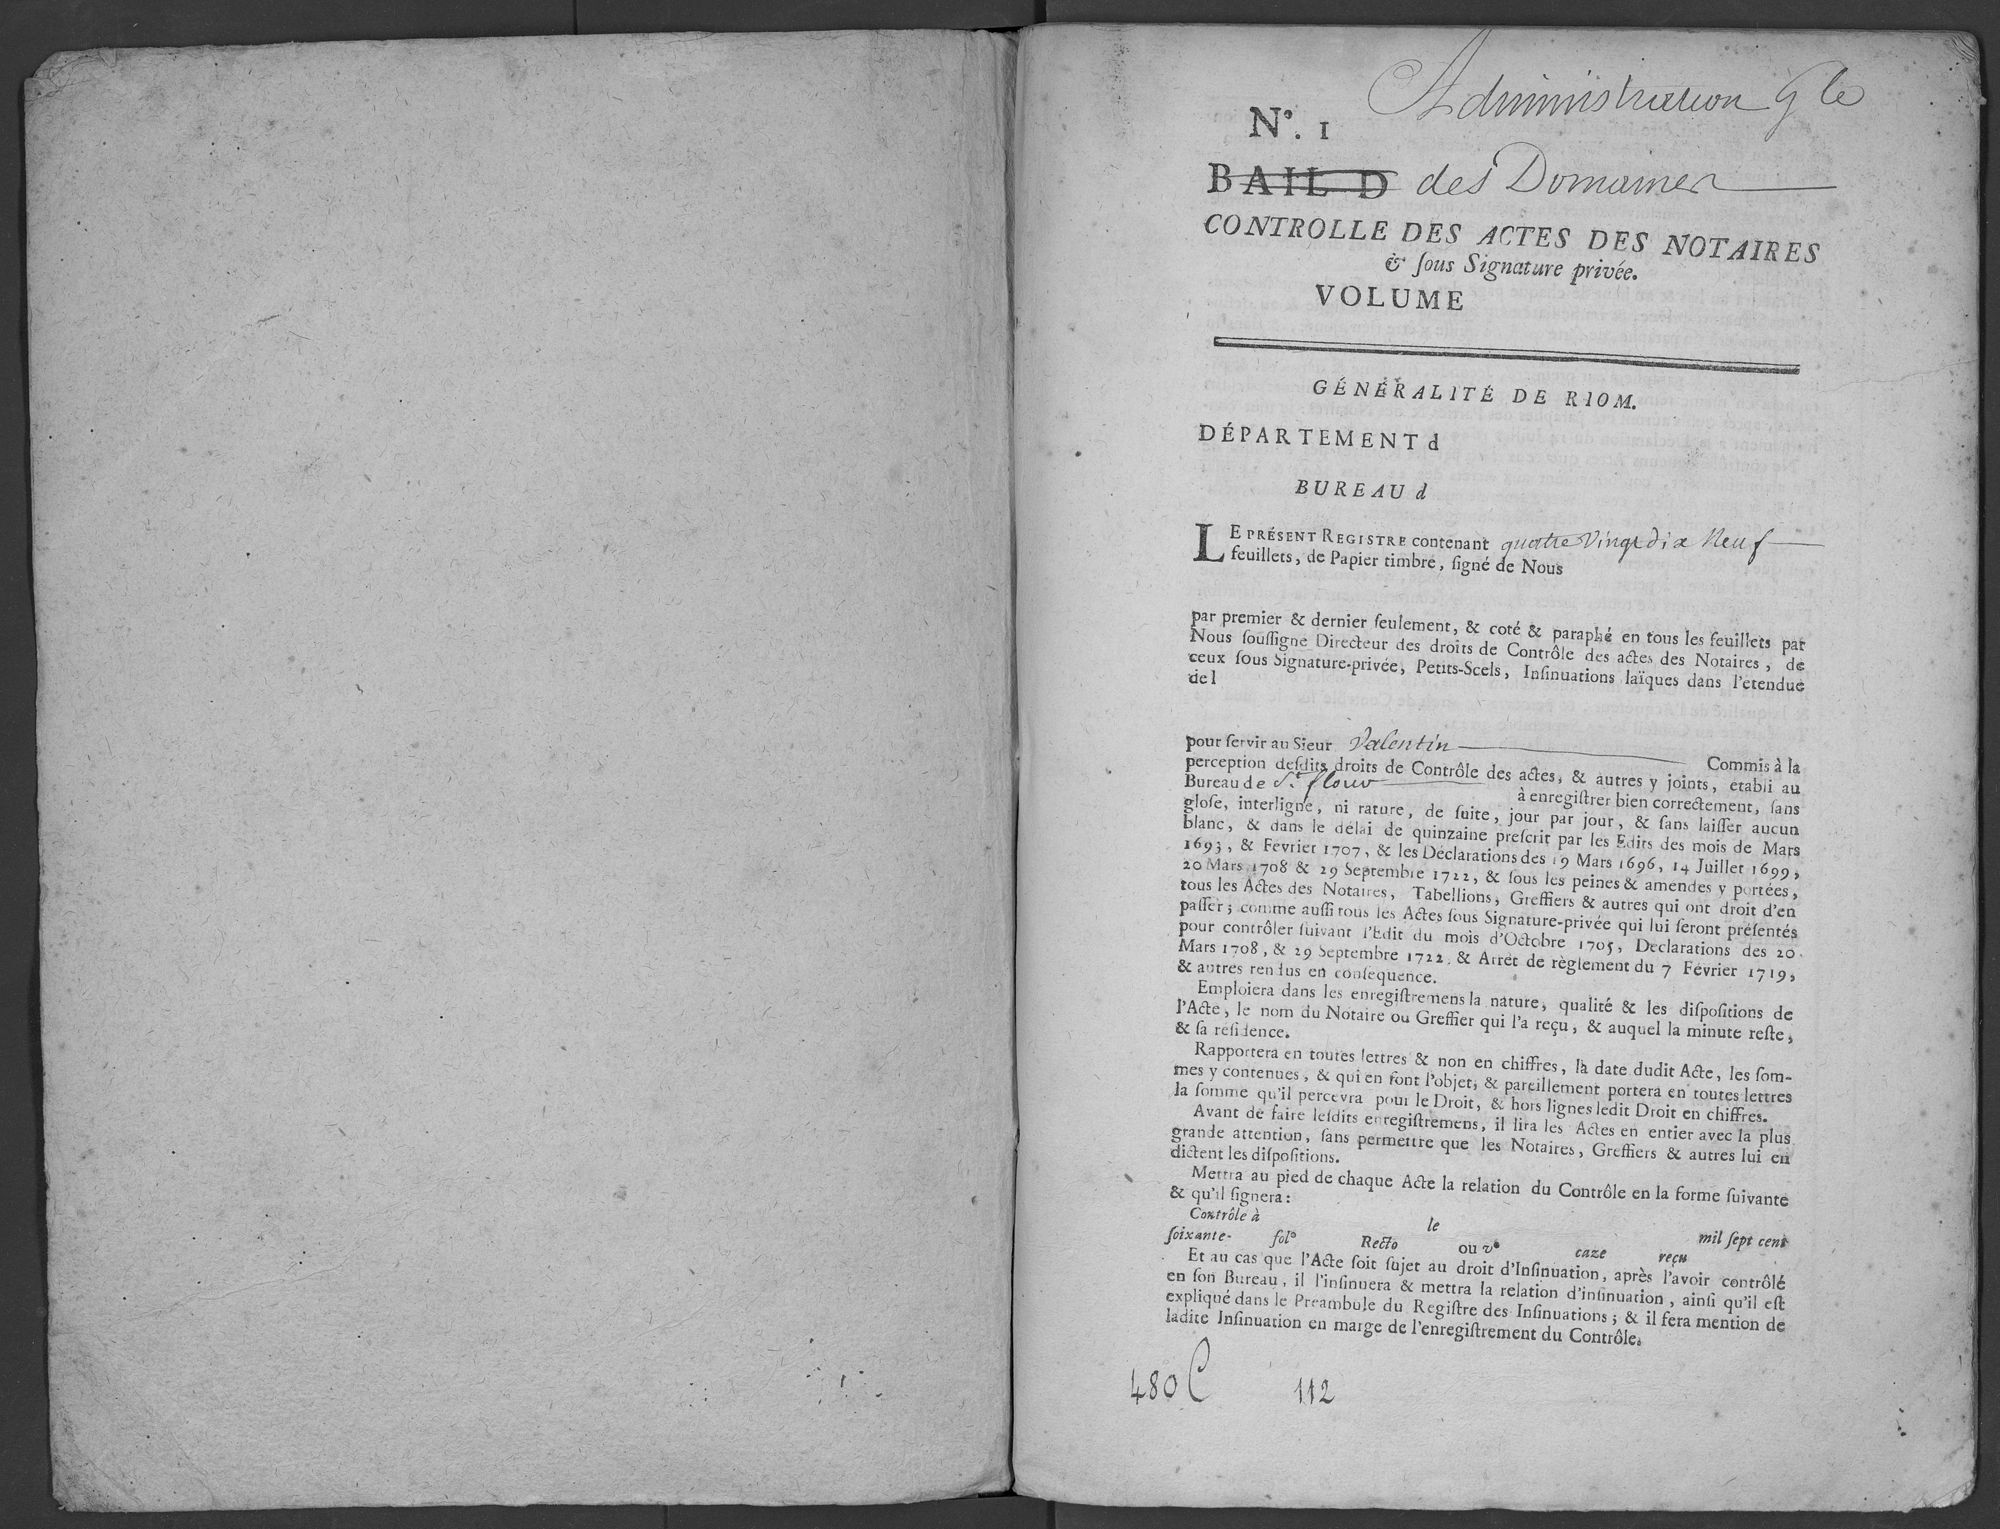 Administration gle
N°. 1
BAIL D des Domaines
CONTROLLE DES ACTES DES NOTAIRES
& ſous Signature privée.
VOLUME
GÉNÉRALITÉ DE RIOM.
DÉPARTEMENT d
BUREAU d
LE PRÉSENT REGISTRE contenant quatre Vingt dix Neuf
feuillets, de Papier timbre, ſigné de Nous
par premier & dernier ſeulement, & coté & paraphé en tous les feuillets par
Nous ſouſſigne Directeur des droits de Contrôle des actes des Notaires, de
ceux ſous Signature-privée, Petits-Scels, Inſinuations laïques dans l'etendue
de l
pour ſervir au Sieur Valentin Commis à la
perception deſdits droits de Contrôle des actes, & autres y joints, établi au
Bureau de St. flour à enregiſtrer bien correctement, ſans
gloſe, interligne, ni rature, de ſuite, jour par jour, & ſans laiſſer aucun
blanc, & dans le délai de quinzaine preſcrit par les Edits des mois de Mars
1693, & Février 1707, & les Déclarations des 19 Mars 1696, 14 Juillet 1699,
20 Mars 1708 & 29 Septembre 1722, & ſous les peines & amendes y portées,
tous les Actes des Notaires, Tabellions, Greffiers & autres qui ont droit d'en
paſſer; comme auſſi tous les Actes ſous Signature-privée qui lui ſeront préſentés
pour contrôler ſuivant l'Edit du mois d'Octobre 1705, Declarations des 20
Mars 1708, & 29 Septembre 1722, & Arrêt de règlement du 7 Février 1719,
& autres rendus en conſequence.
Emploiera dans les enregiſtremens la nature, qualité & les diſpoſitions de
l'Acte, le nom du Notaire ou Greffier qui l'a reçu, & auquel la minute reſte,
& ſa réſidence.
Rapportera en toutes lettres & non en chiffres, la date dudit Acte, les ſom-
mes y contenues, & qui en font l'objet, & pareillement portera en toutes lettres
la ſomme qu'il percevra pour le Droit, & hors lignes ledit Droit en chiffres.
Avant de faire leſdits enregiſtremens, il lira les Actes en entier avec la plus
grande attention, ſans permettre que les Notaires, Greffiers & autres lui en
dictent les diſpoſitions.
Mettra au pied de chaque Acte la relation du Contrôle en la forme ſuivante
& qu'il ſignera:
Contrôle à le mil ſept cent
ſoixante- fol° Recto ou v° caze reçu
Et au cas que l'Acte ſoit ſujet au droit d'Inſinuation, après l'avoir contrôlé
en ſon Bureau, il l'inſinuera & mettra la relation d'inſinuation, ainſi qu'il eſt
expliqué dans le Préambule du Regiſtre des Inſinuations; & il fera mention de
ladite Inſinuation en marge de l'enregiſtrement du Contrôle.
480 C 112